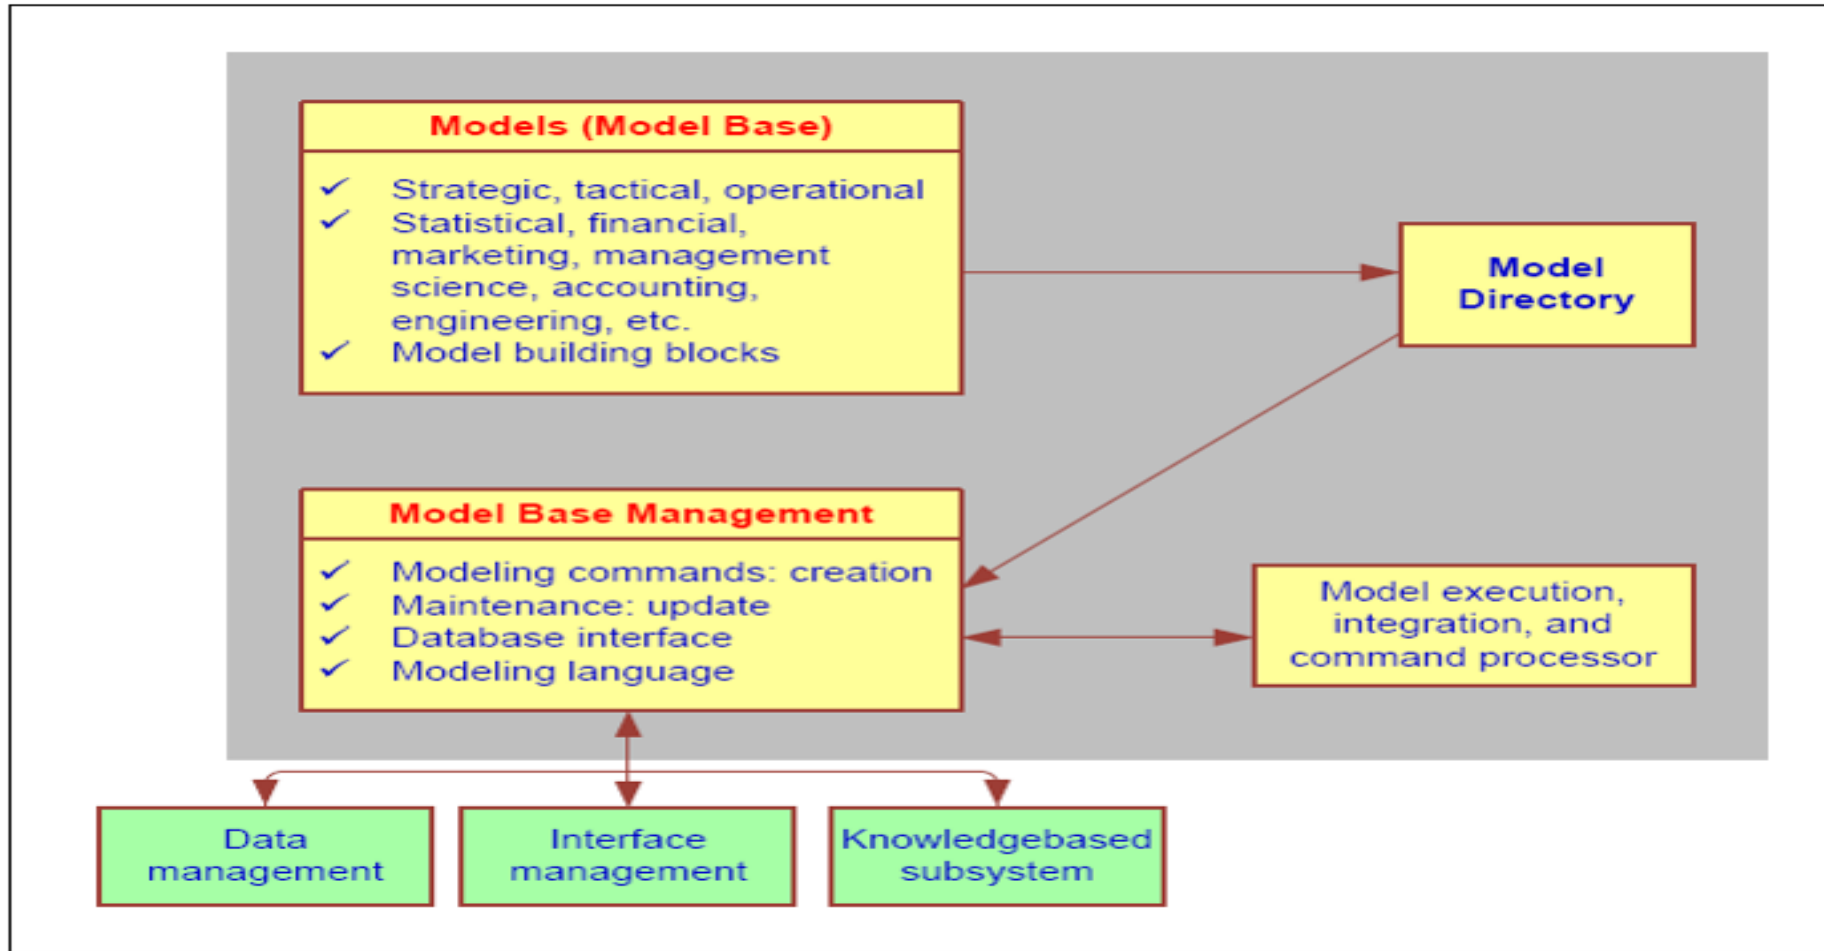 Models (Model Base)
✓ Strategic, tactical, operational
✓ Statistical, financial,
marketing, management
science, accounting,
engineering, etc.
✓ Model building blocks
Model
Directory
Model Base Management
✓ Modeling commands: creation
✓ Maintenance: update
✓ Database interface
✓ Modeling language
Model execution,
integration, and
command processor
Data
management
Interface
management
Knowledgebased
subsystem